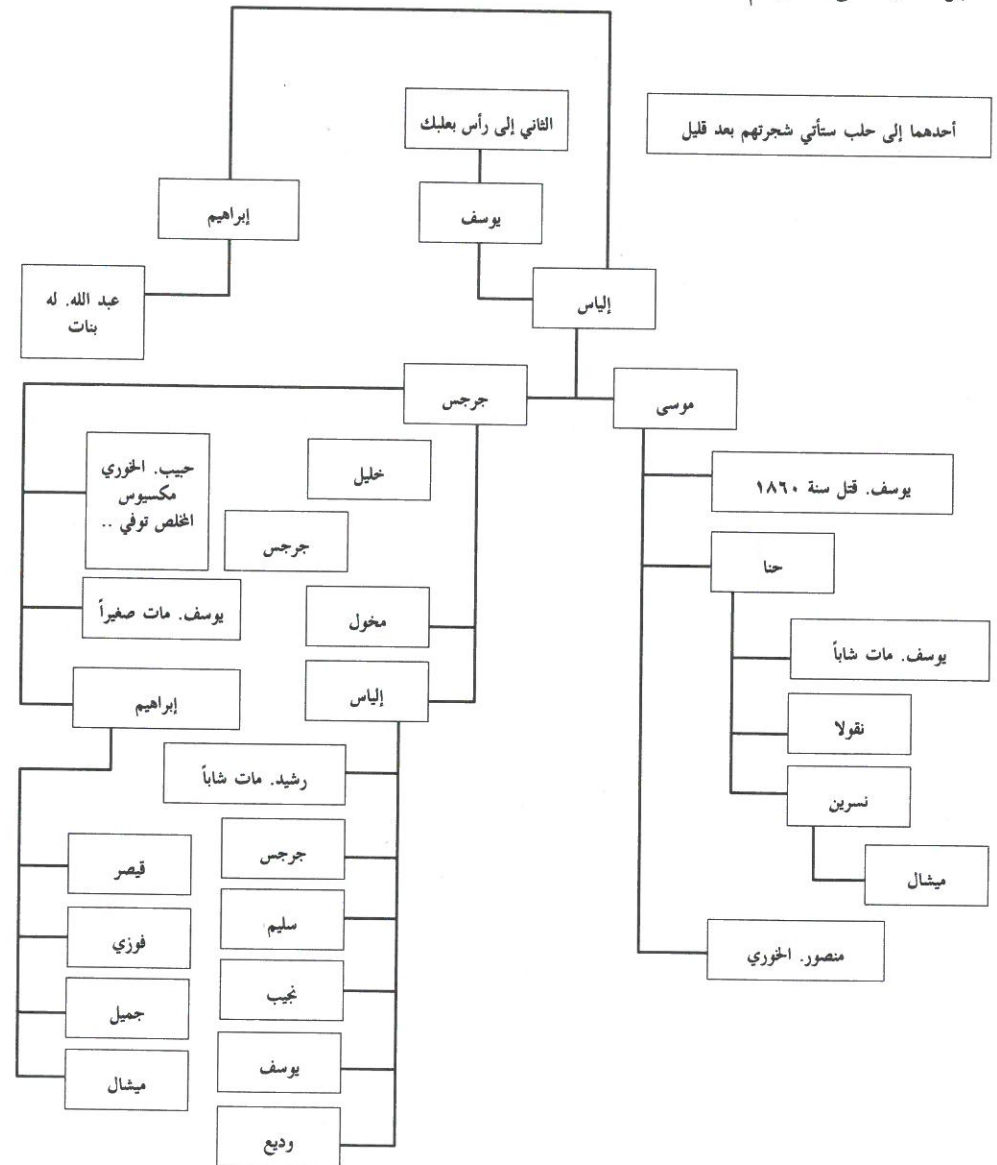 أحدهما إلى حلب ستأتي شجرتهم بعد قليل
الثاني إلى رأس بعلبك
يوسف
إبراهيم
عبد الله. له
بنات
إلياس
جرجس
موسى
حبيب. الخوري
مكسيوس
المخلص توفي ..
خليل
جرجس
يوسف. مات صغيراً
مخول
إبراهيم
إلياس
يوسف. قتل سنة ١٨٦٠
حنا
يوسف. مات شاباً
نقولا
نسرين
ميشال
منصور. الخوري
رشيد. مات شاباً
جرجس
سليم
نجيب
يوسف
وديع
قيصر
فوزي
جميل
ميشال